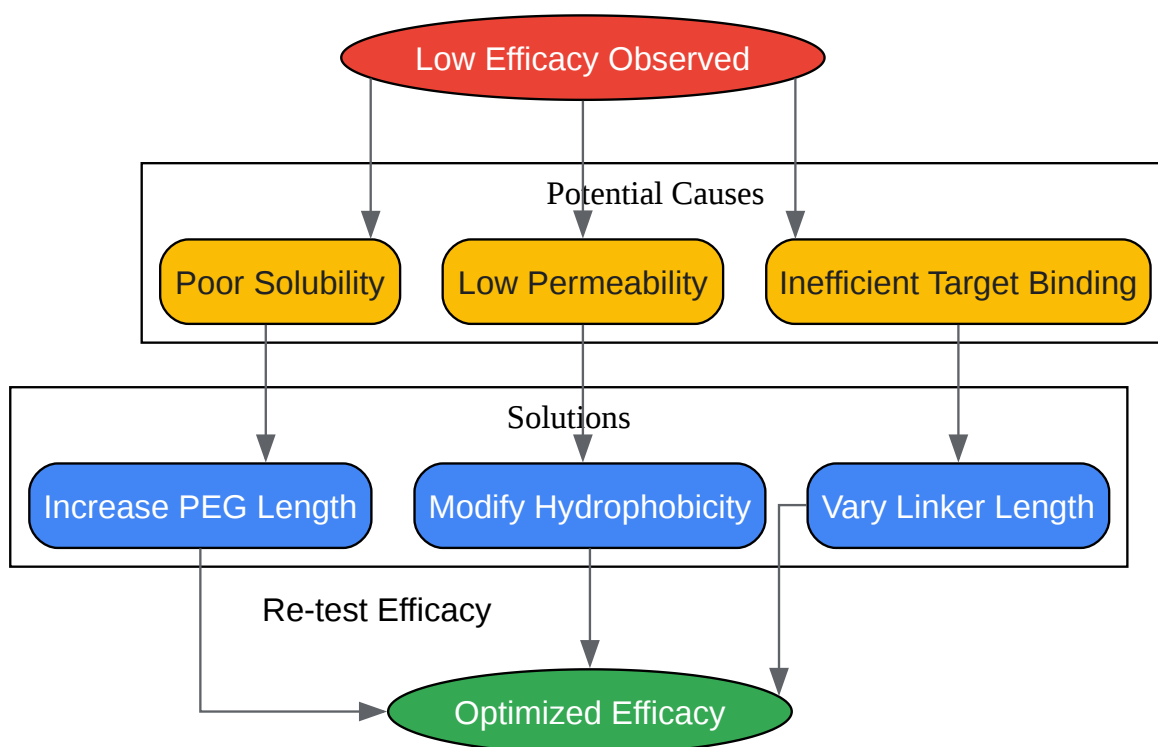 Low Efficacy Observed
Potential Causes
Poor Solubility
Low Permeability
Inefficient Target Binding
Solutions
Increase PEG Length
Modify Hydrophobicity
Vary Linker Length
Re-test Efficacy
Optimized Efficacy